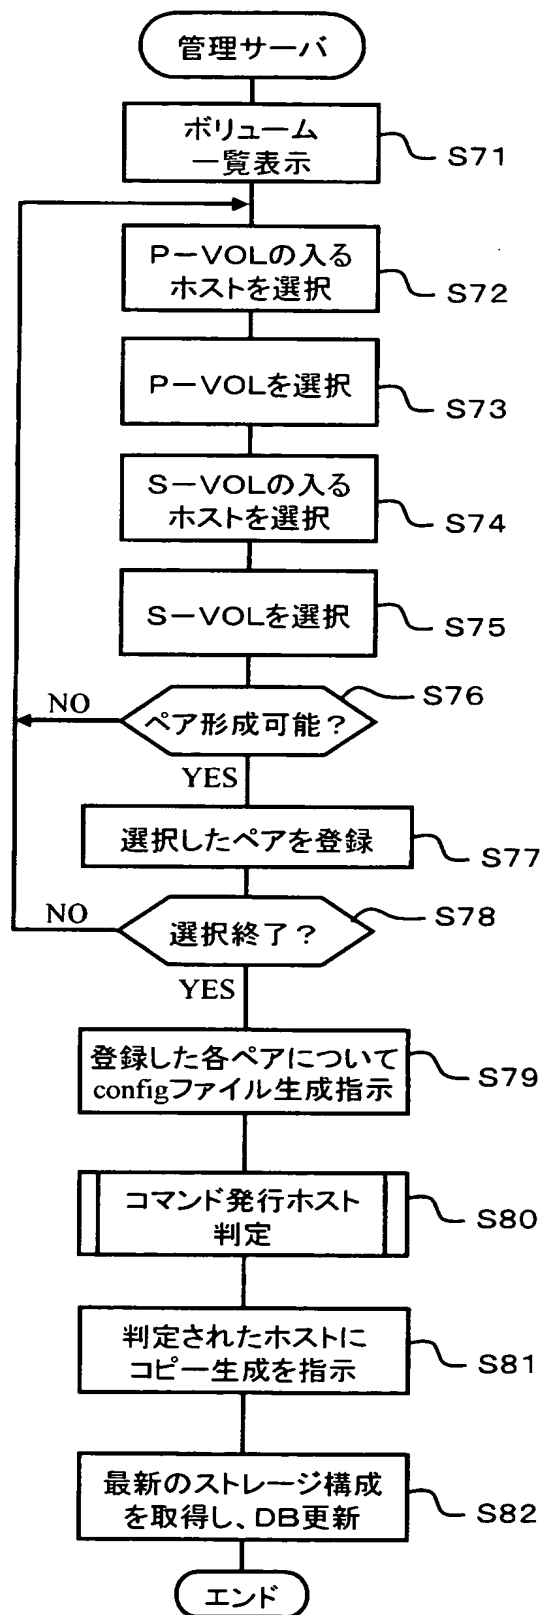 管理サーバ
ボリューム
一覧表示
S71
P－VOLの入る
ホストを選択
S72
P－VOLを選択
S73
S－VOLの入る
ホストを選択
S74
S－VOLを選択
S75
S76
NO
ペア形成可能？
YES
選択したペアを登録
S77
NO
S78
選択終了？
YES
登録した各ペアについて
configファイル生成指示
S79
コマンド発行ホスト
判定
S80
判定されたホストに
コピー生成を指示
S81
最新のストレージ構成
を取得し、DB更新
S82
エンド